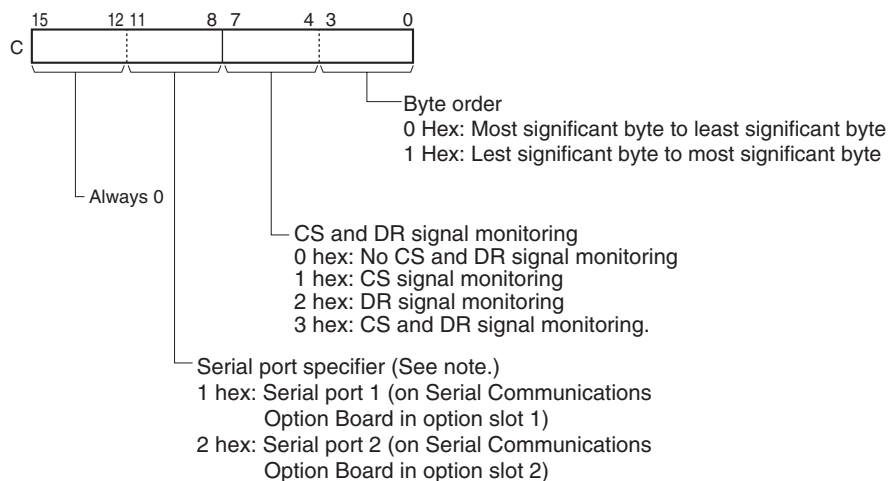 15 12 11 8 7 4 3 0
C
Byte order
0 Hex: Most significant byte to least significant byte
1 Hex: Lest significant byte to most significant byte
Always 0
CS and DR signal monitoring
0 hex: No CS and DR signal monitoring
1 hex: CS signal monitoring
2 hex: DR signal monitoring
3 hex: CS and DR signal monitoring.
Serial port specifier (See note.)
1 hex: Serial port 1 (on Serial Communications
Option Board in option slot 1)
2 hex: Serial port 2 (on Serial Communications
Option Board in option slot 2)